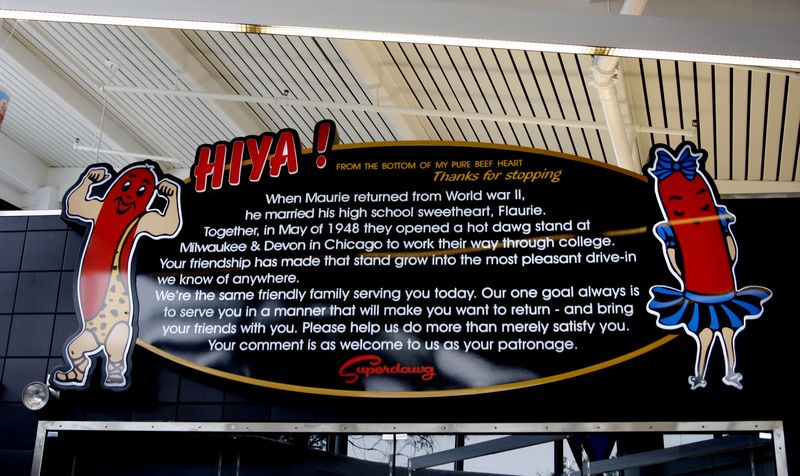 HIYA!
FROM THE BOTTOM OF MY PURE BEEF HEART
Thanks for stopping
When Maurie returned from World war II,
he married his high school sweetheart, Flaurie.
Together, in May of 1948 they opened a hot dawg stand at
Milwaukee & Devon in Chicago to work their way through college.
Your friendship has made that stand grow into the most pleasant drive-in
we know of anywhere.
We're the same friendly family serving you today. Our one goal always is
to serve you in a manner that will make you want to return - and bring
your friends with you. Please help us do more than merely satisfy you.
Your comment is as welcome to us as your patronage.
Superdawg